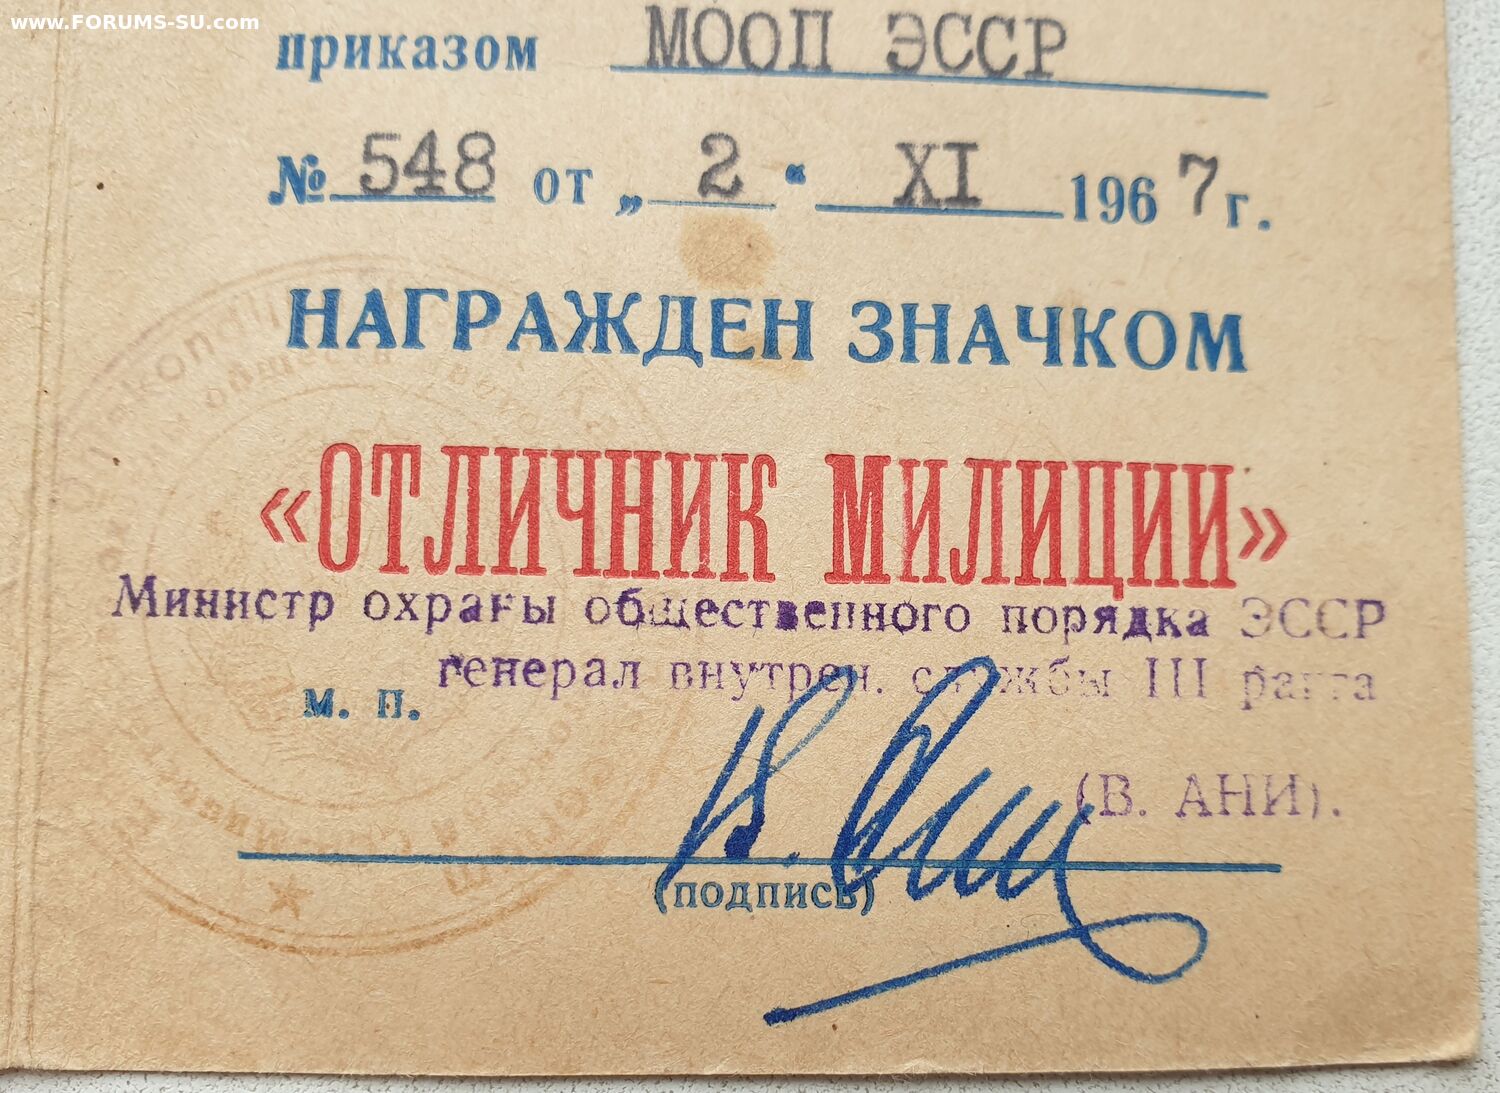 www.FORUMS-SU.com
приказом МООП ЭССР
№ 548 от „ 2 “ XI 1967 г.
НАГРАЖДЕН ЗНАЧКОМ
«ОТЛИЧНИК МИЛИЦИИ»
Министр охраны общественного порядка ЭССР
генерал внутрен. службы III ранга
м. п.
(В. АНИ).
(подпись)